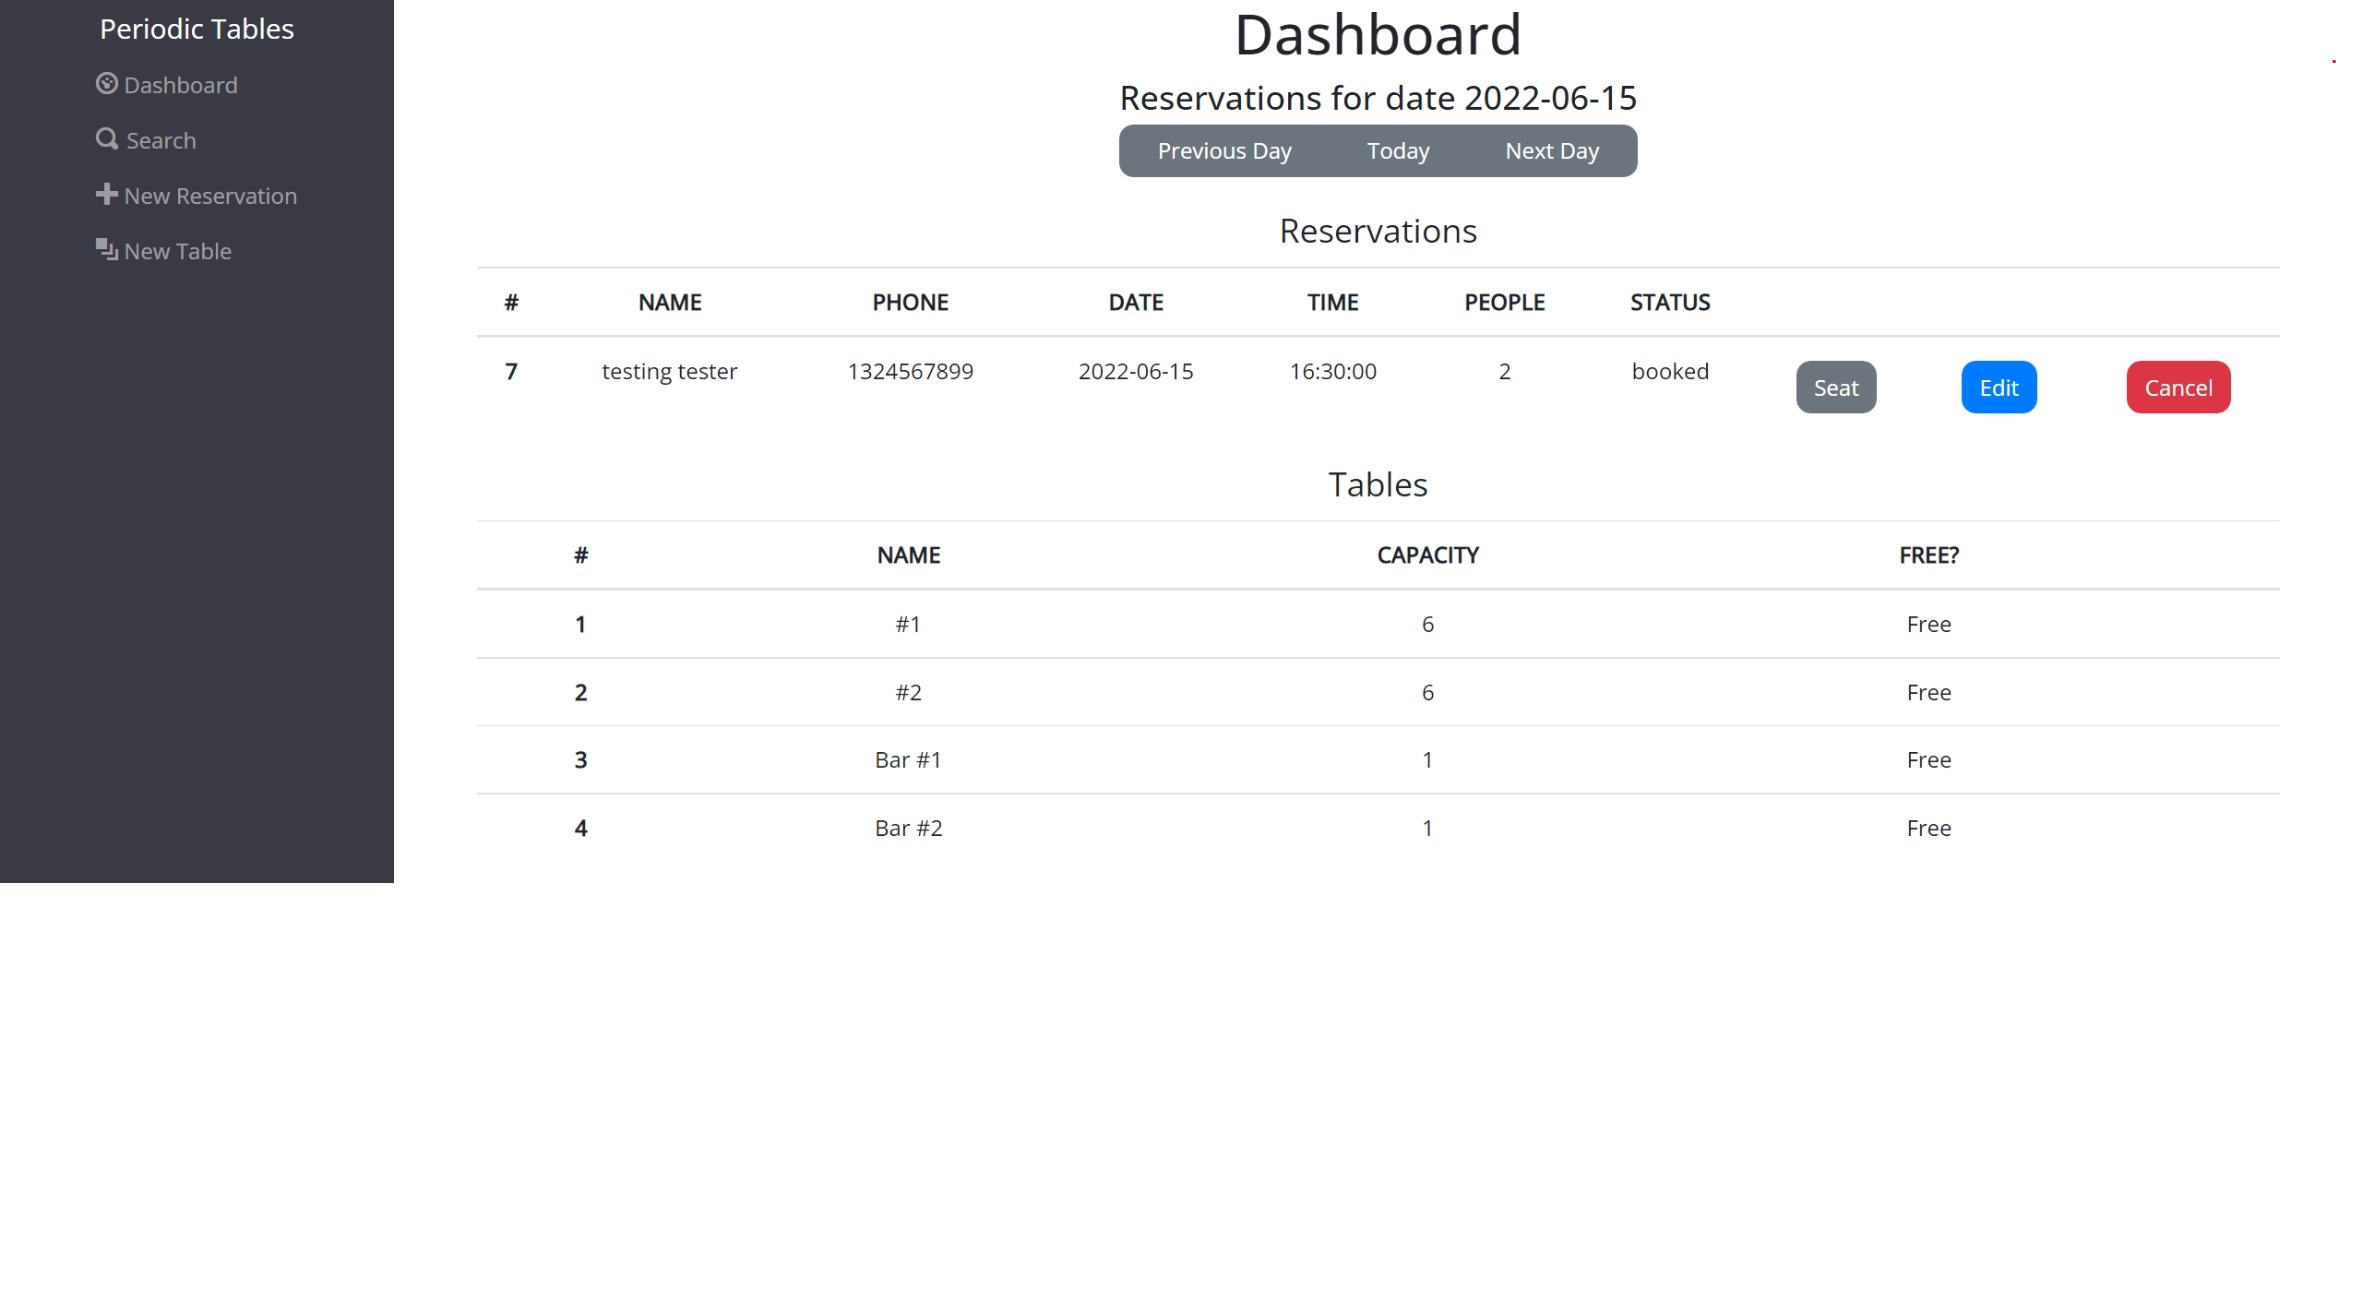 Periodic Tables
Dashboard
Search
New Reservation
New Table
Dashboard
Reservations for date 2022-06-15
Previous Day Today Next Day
Reservations
# NAME PHONE DATE TIME PEOPLE STATUS
7 testing tester 1324567899 2022-06-15 16:30:00 2 booked Seat Edit Cancel
Tables
# NAME CAPACITY FREE?
1 #1 6 Free
2 #2 6 Free
3 Bar #1 1 Free
4 Bar #2 1 Free